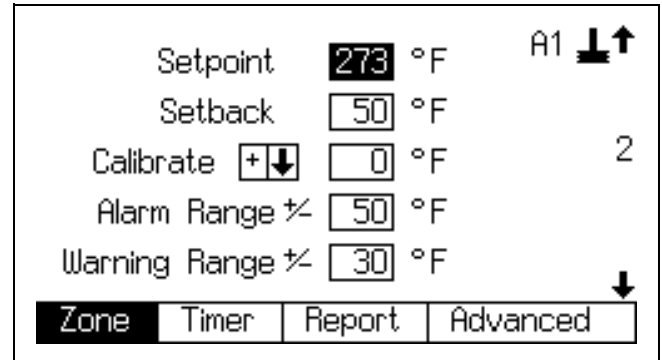 Setpoint 273 °F A1
Setback 50 °F
Calibrate + 0 °F 2
Alarm Range +/- 50 °F
Warning Range +/- 30 °F
Zone Timer Report Advanced